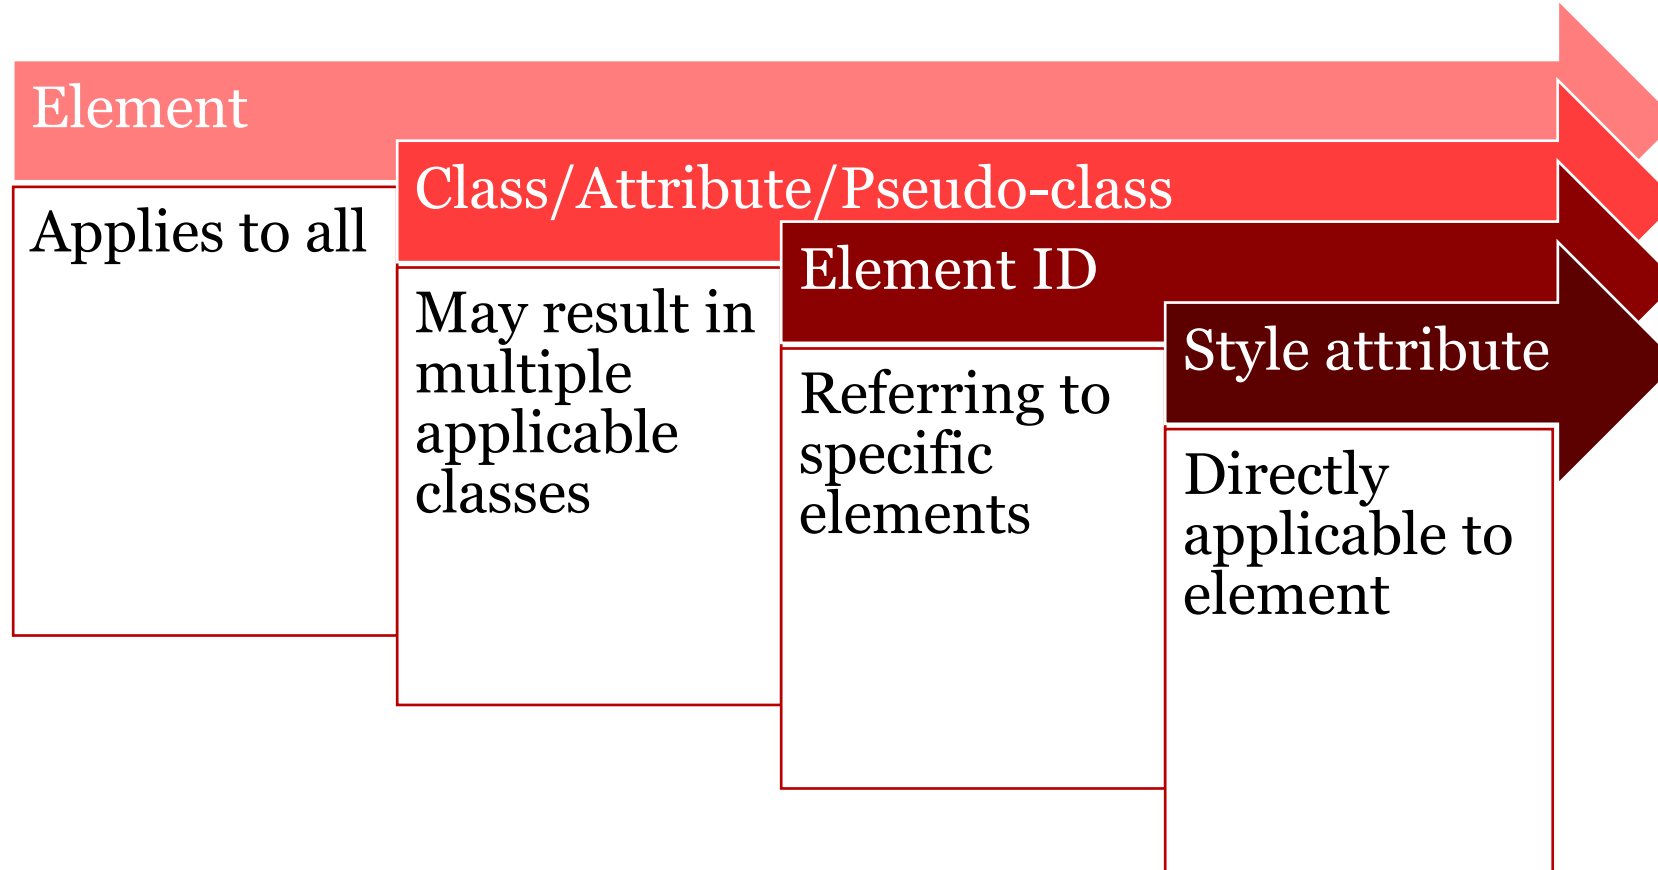 Element
Applies to all
Class/Attribute/Pseudo-class
May result in
multiple
applicable
classes
Element ID
Referring to
specific
elements
Style attribute
Directly
applicable to
element